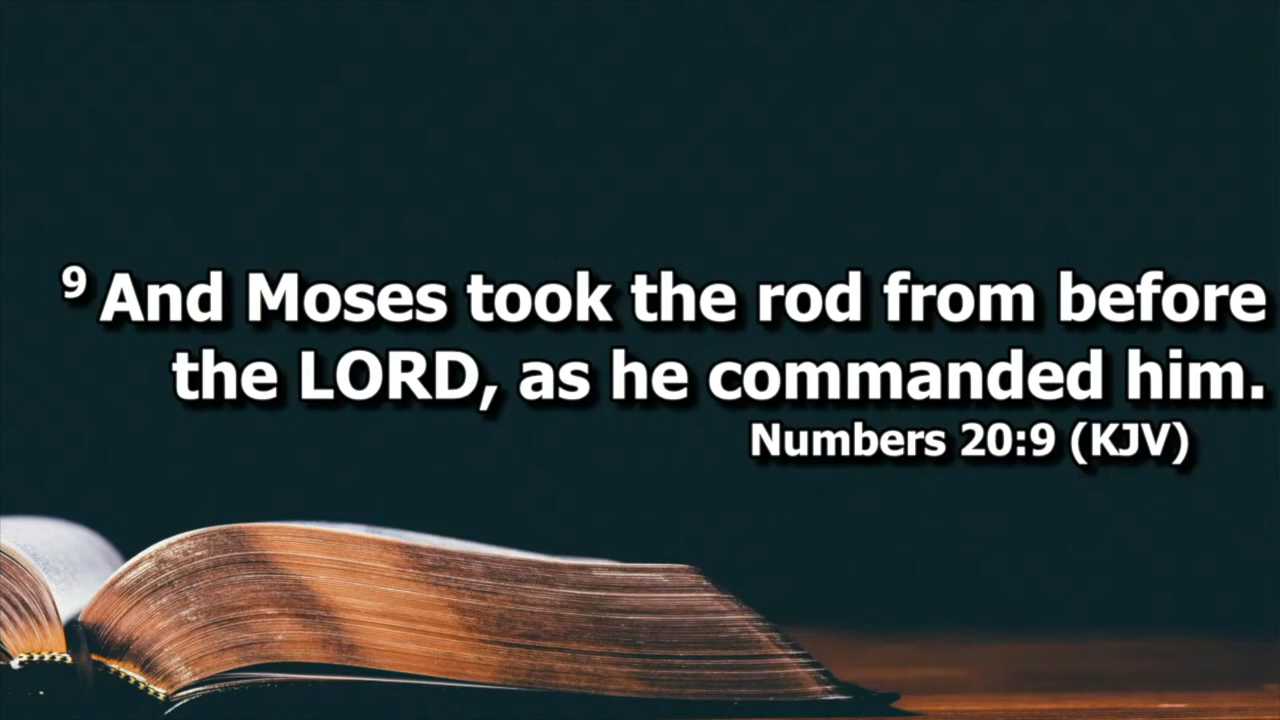 9 And Moses took the rod from before
the LORD, as he commanded him.
Numbers 20:9 (KJV)